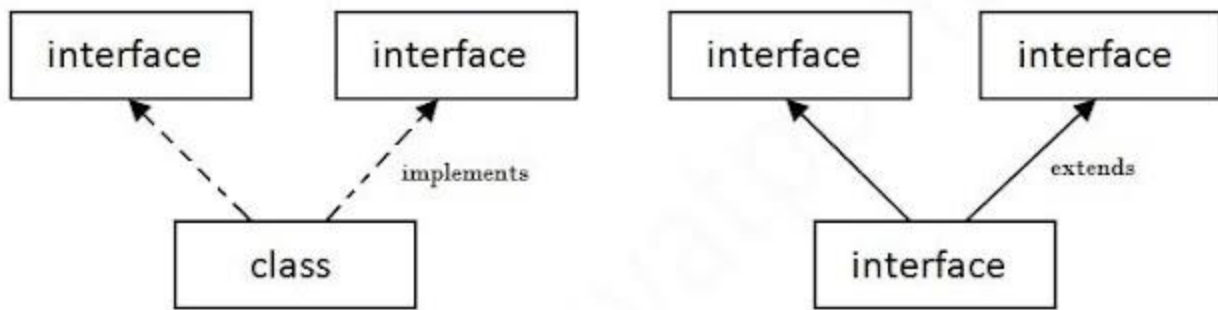 interface interface interface interface
implements extends
class interface